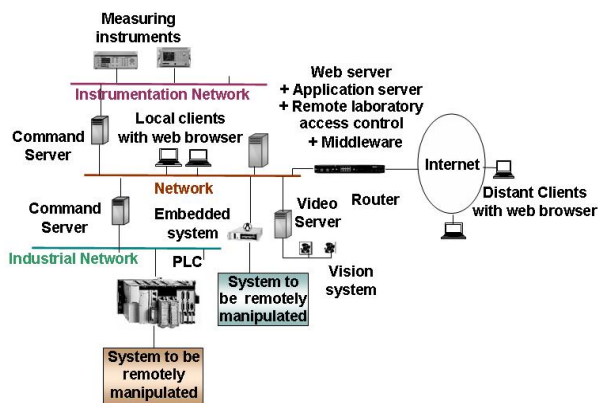 Measuring
instruments
Instrumentation Network
Web server
+ Application server
+ Remote laboratory
access control
+ Middleware
Command
Server
Local clients
with web browser
Internet
Network
Router
Distant Clients
with web browser
Command
Server
Embedded
system
Video
Server
Industrial Network
PLC
Vision
system
System to
be remotely
manipulated
System to be
remotely
manipulated